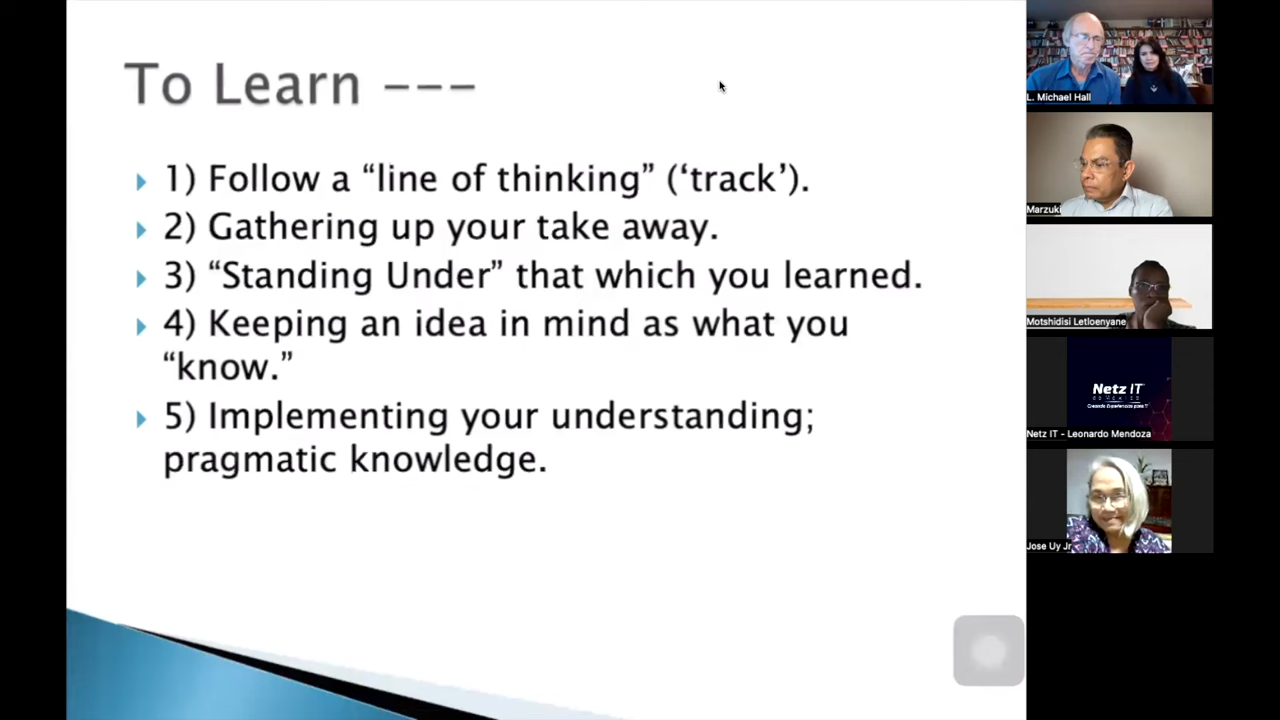 To Learn ---
1) Follow a “line of thinking” (‘track’).
2) Gathering up your take away.
3) “Standing Under” that which you learned.
4) Keeping an idea in mind as what you
“know.”
5) Implementing your understanding;
pragmatic knowledge.
L. Michael Hall
Marzuki
Motshidisi Letloenyane
Netz IT
Netz IT - Leonardo Mendoza
Jose Uy Jr